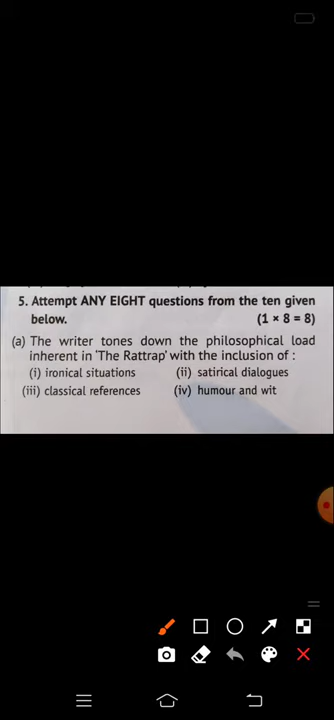 5. Attempt ANY EIGHT questions from the ten given
below. (1 × 8 = 8)
(a) The writer tones down the philosophical load
inherent in 'The Rattrap' with the inclusion of :
(i) ironical situations (ii) satirical dialogues
(iii) classical references (iv) humour and wit